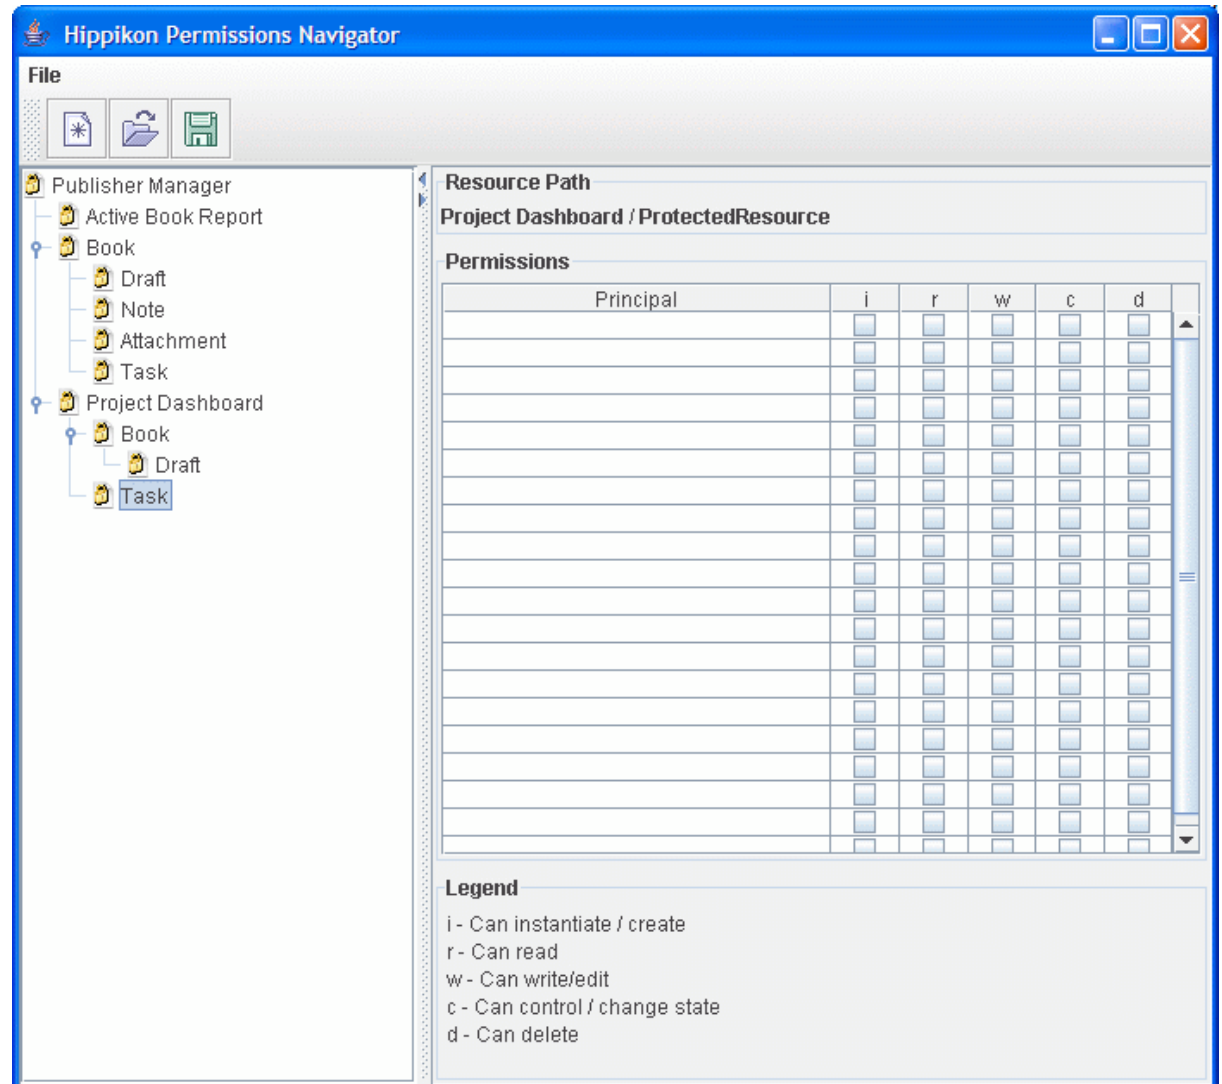 Hippikon Permissions Navigator
File
Publisher Manager
Active Book Report
Book
Draft
Note
Attachment
Task
Project Dashboard
Book
Draft
Task
Resource Path
Project Dashboard / ProtectedResource
Permissions
Principal i r w c d
Legend
i - Can instantiate / create
r - Can read
w - Can write/edit
c - Can control / change state
d - Can delete